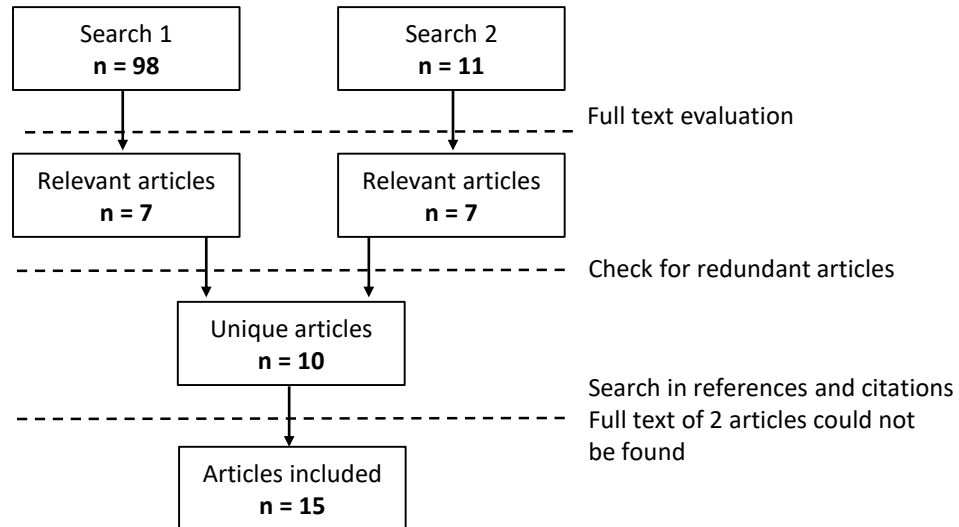 Search 1
n = 98
Search 2
n = 11
Full text evaluation
Relevant articles
n = 7
Relevant articles
n = 7
Check for redundant articles
Unique articles
n = 10
Search in references and citations
Full text of 2 articles could not
be found
Articles included
n = 15